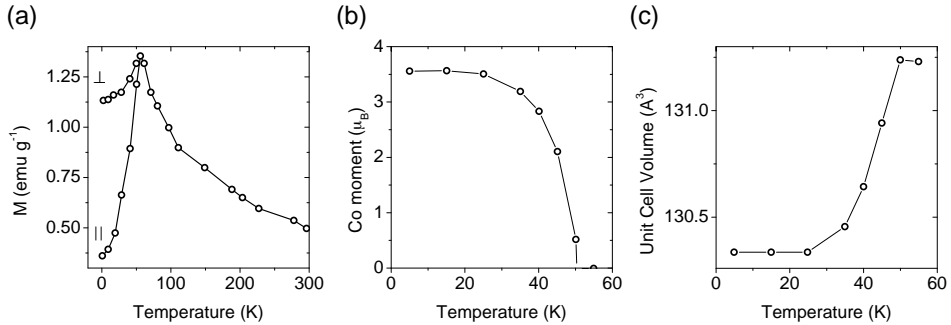 (a)
M (emu g⁻¹)
1.25
1.00
0.75
0.50
⊥
||
0
100
200
300
Temperature (K)
(b)
Co moment (μ_B)
4
3
2
1
0
0
20
40
60
Temperature (K)
(c)
Unit Cell Volume (A³)
131.0
130.5
0
20
40
60
Temperature (K)